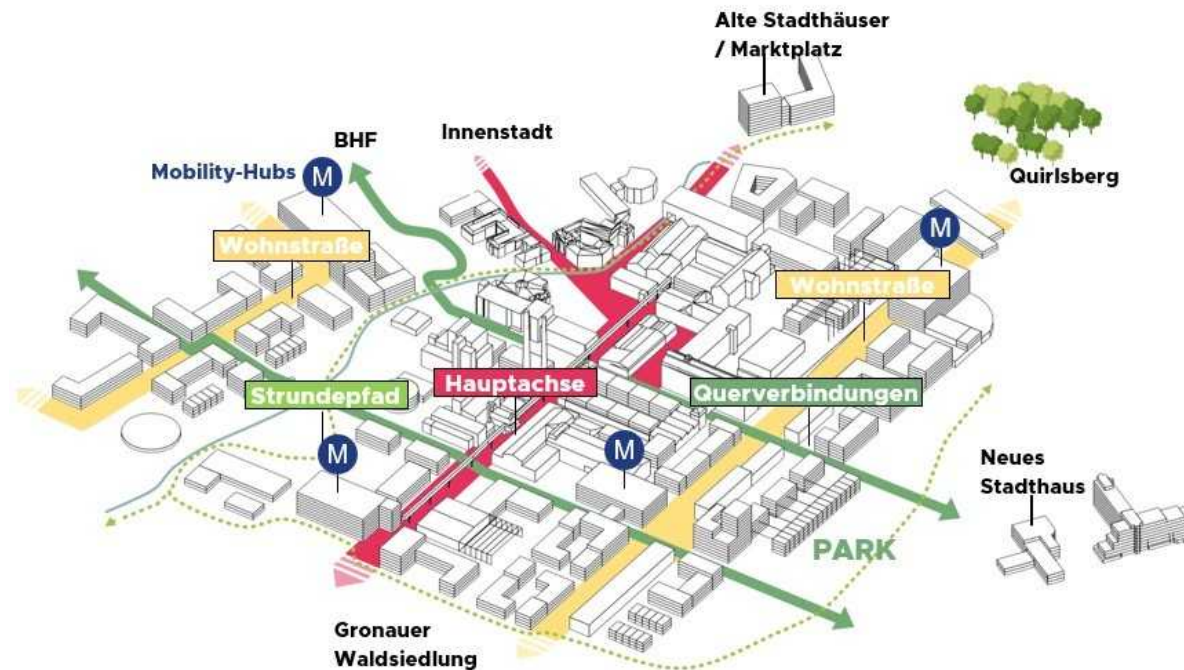 Alte Stadthäuser
/ Marktplatz
Innenstadt
BHF
Mobility-Hubs
M
Quirlsberg
M
Wohnstraße
Wohnstraße
Strundepfad
Hauptachse
Querverbindungen
M
M
Neues
Stadthaus
PARK
Gronauer
Waldsiedlung